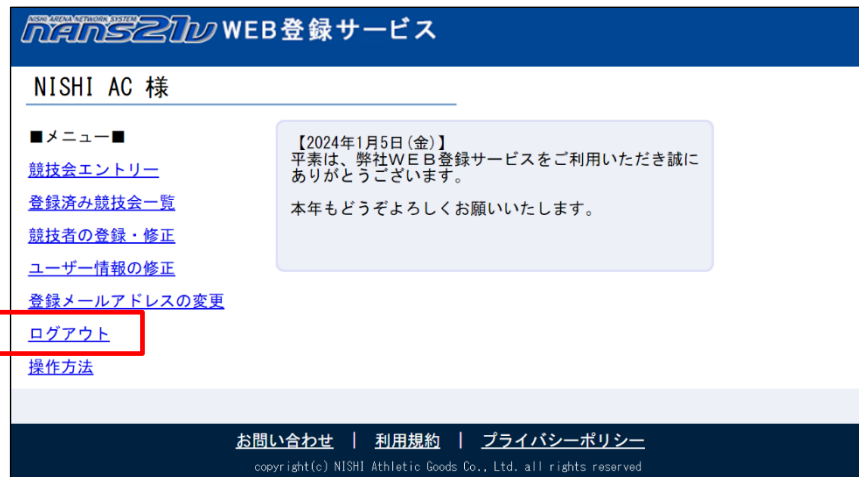 NISHI ARENA NETWORK SYSTEM
NANS21V WEB登録サービス
NISHI AC 様
■メニュー■
競技会エントリー
登録済み競技会一覧
競技者の登録・修正
ユーザー情報の修正
登録メールアドレスの変更
ログアウト
操作方法
【2024年1月5日(金)】
平素は、弊社WEB登録サービスをご利用いただき誠に
ありがとうございます。
本年もどうぞよろしくお願いいたします。
お問い合わせ | 利用規約 | プライバシーポリシー
copyright(c) NISHI Athletic Goods Co., Ltd. all rights reserved